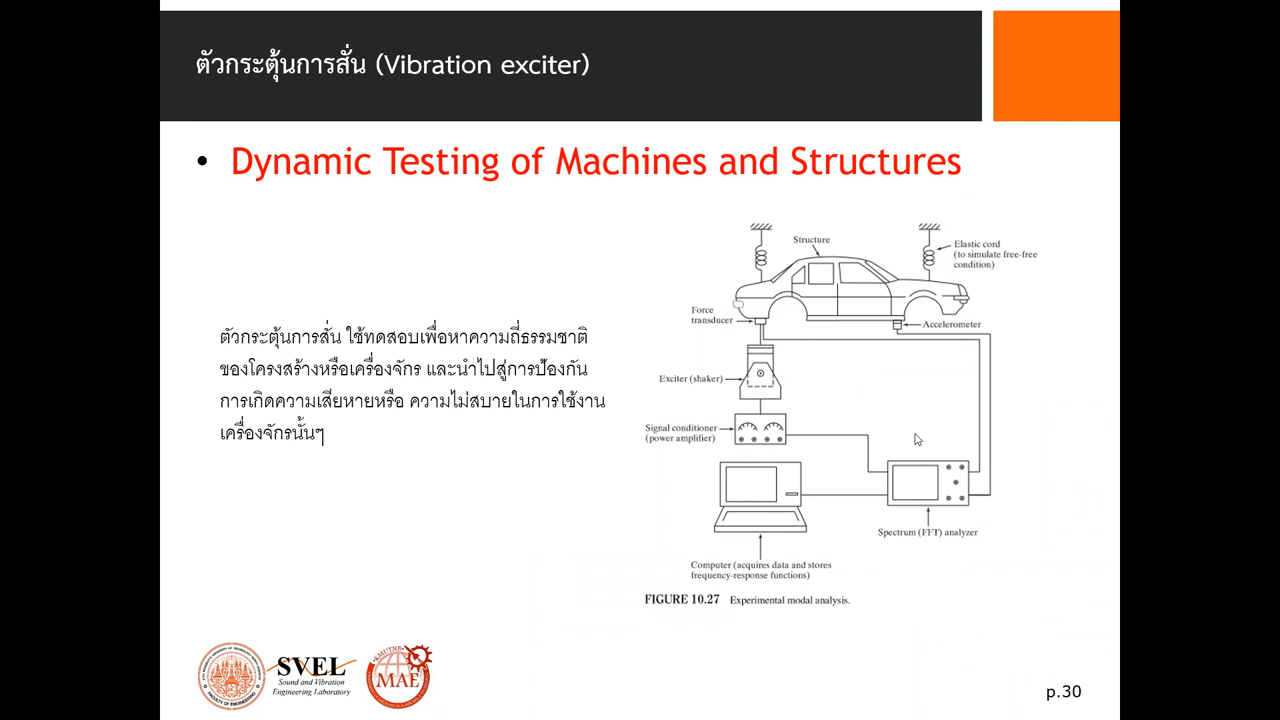 ตัวกระตุ้นการสั่น (Vibration exciter)
• Dynamic Testing of Machines and Structures
ตัวกระตุ้นการสั่น ใช้ทดสอบเพื่อหาความถี่ธรรมชาติ
ของโครงสร้างหรือเครื่องจักร และนำไปสู่การป้องกัน
การเกิดความเสียหายหรือ ความไม่สบายในการใช้งาน
เครื่องจักรนั้นๆ
Structure
Elastic cord
(to simulate free-free
condition)
Force
transducer
Accelerometer
Exciter (shaker)
Signal conditioner
(power amplifier)
Spectrum (FFT) analyzer
Computer (acquires data and stores
frequency-response functions)
FIGURE 10.27 Experimental modal analysis.
SVEL
Sound and Vibration
Engineering Laboratory
KMUTNB
MAE
FACULTY OF ENGINEERING
p.30